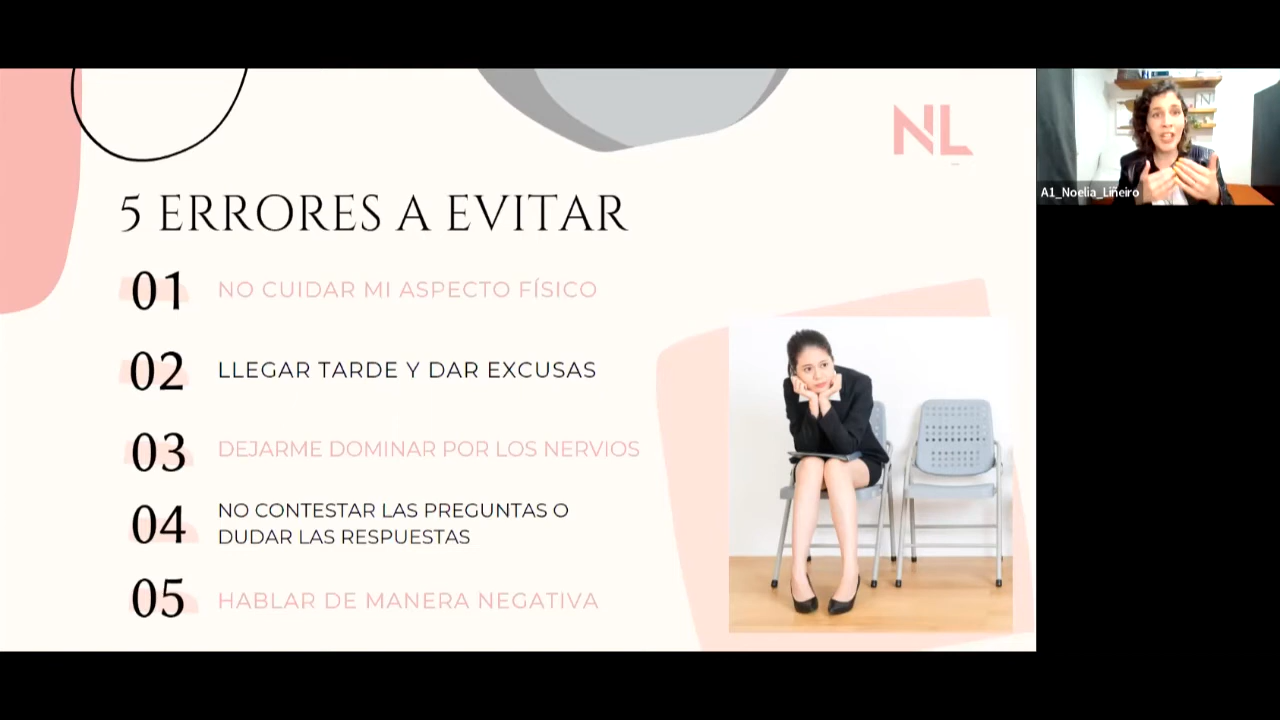 NL
5 ERRORES A EVITAR
01 NO CUIDAR MI ASPECTO FÍSICO
02 LLEGAR TARDE Y DAR EXCUSAS
03 DEJARME DOMINAR POR LOS NERVIOS
04 NO CONTESTAR LAS PREGUNTAS O
DUDAR LAS RESPUESTAS
05 HABLAR DE MANERA NEGATIVA
A1_Noelia_Liñeiro